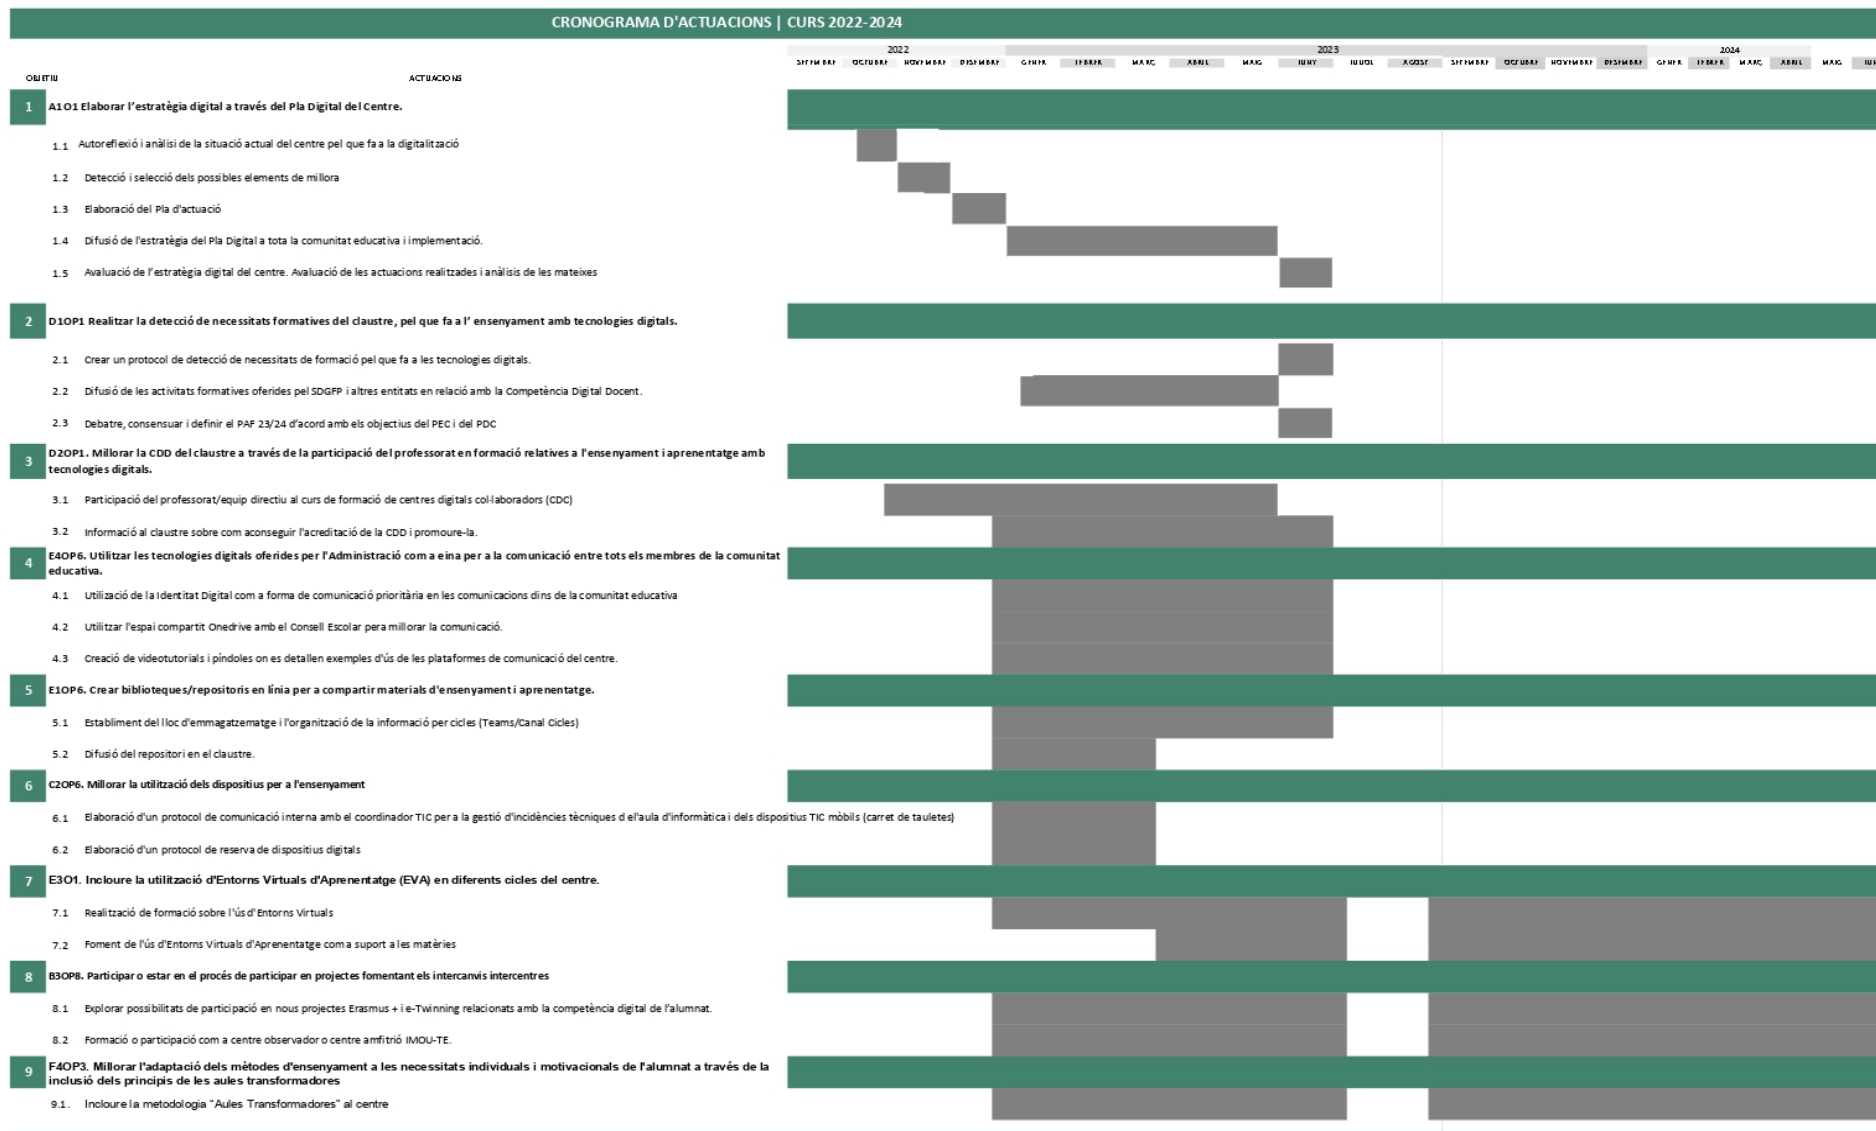 CRONOGRAMA D'ACTUACIONS | CURS 2022-2024
2022 2023 2024
SETEMBRE OCTUBRE NOVEMBRE DESEMBRE GENER FEBRER MARÇ ABRIL MAIG JUNY JULIOL AGOST SETEMBRE OCTUBRE NOVEMBRE DESEMBRE GENER FEBRER MARÇ ABRIL MAIG
OBJETIU ACTUACIONS
1 A1O1 Elaborar l’estratègia digital a través del Pla Digital del Centre.
1.1 Autoreflexió i anàlisi de la situació actual del centre pel que fa a la digitalització
1.2 Detecció i selecció dels possibles elements de millora
1.3 Elaboració del Pla d'actuació
1.4 Difusió de l'estratègia del Pla Digital a tota la comunitat educativa i implementació.
1.5 Avaluació de l’estratègia digital del centre. Avaluació de les actuacions realitzades i anàlisis de les mateixes
2 D1OP1 Realitzar la detecció de necessitats formatives del claustre, pel que fa a l’ ensenyament amb tecnologies digitals.
2.1 Crear un protocol de detecció de necessitats de formació pel que fa a les tecnologies digitals.
2.2 Difusió de les activitats formatives oferides pel SDGFP i altres entitats en relació amb la Competència Digital Docent.
2.3 Debatre, consensuar i definir el PAF 23/24 d’acord amb els objectius del PEC i del PDC
3 D2OP1. Millorar la CDD del claustre a través de la participació del professorat en formació relatives a l'ensenyament i aprenentatge amb
tecnologies digitals.
3.1 Participació del professorat/equip directiu al curs de formació de centres digitals col·laboradors (CDC)
3.2 Informació al claustre sobre com aconseguir l'acreditació de la CDD i promoure-la.
4 E4OP6. Utilitzar les tecnologies digitals oferides per l'Administració com a eina per a la comunicació entre tots els membres de la comunitat
educativa.
4.1 Utilizació de la Identitat Digital com a forma de comunicació prioritària en les comunicacions dins de la comunitat educativa
4.2 Utilitzar l'espai compartit Onedrive amb el Consell Escolar pera millorar la comunicació.
4.3 Creació de videotutorials i píndoles on es detallen exemples d'ús de les plataformes de comunicació del centre.
5 E1OP6. Crear biblioteques/repositoris en línia per a compartir materials d'ensenyament i aprenentatge.
5.1 Establiment del lloc d'emmagatzematge i l'organització de la informació per cicles (Teams/Canal Cicles)
5.2 Difusió del repositori en el claustre.
6 C2OP6. Millorar la utilització dels dispositius per a l'ensenyament
6.1 Elaboració d'un protocol de comunicació interna amb el coordinador TIC per a la gestió d'incidències tècniques d el'aula d'informàtica i dels dispositius TIC mòbils (carret de tauletes)
6.2 Elaboració d'un protocol de reserva de dispositius digitals
7 E3O1. Incloure la utilització d'Entorns Virtuals d'Aprenentatge (EVA) en diferents cicles del centre.
7.1 Realització de formació sobre l'ús d'Entorns Virtuals
7.2 Foment de l'ús d'Entorns Virtuals d'Aprenentatge com a suport a les matèries
8 B3OP8. Participar o estar en el procés de participar en projectes fomentant els intercanvis intercentres
8.1 Explorar possibilitats de participació en nous projectes Erasmus + i e-Twinning relacionats amb la competència digital de l’alumnat.
8.2 Formació o participació com a centre observador o centre amfitrió IMOU-TE.
9 F4OP3. Millorar l'adaptació dels mètodes d'ensenyament a les necessitats individuals i motivacionals de l'alumnat a través de la
inclusió dels principis de les aules transformadores
9.1. Incloure la metodologia “Aules Transformadores” al centre